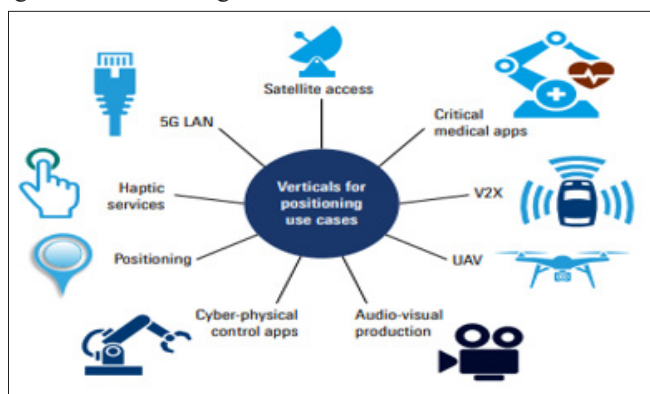 Satellite access
5G LAN
Critical
medical apps
Haptic
services
Verticals for
positioning
use cases
V2X
Positioning
UAV
Cyber-physical
control apps
Audio-visual
production